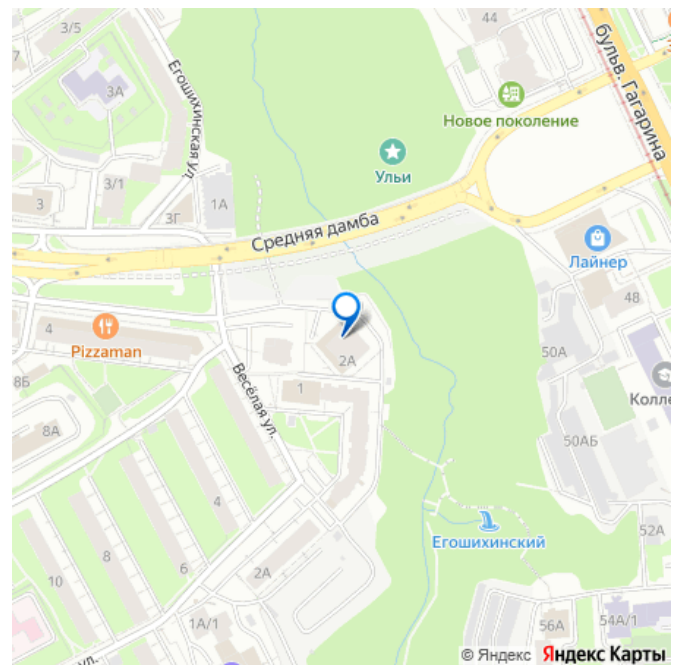 3/5
44
бульв. Гагарина
7
3А
Егошихинская ул.
Новое поколение
Ульи
3/1
3
3Г
1А
Средняя дамба
Лайнер
48
4
Pizzaman
2А
50А
8Б
1
Весёлая ул.
Колле
8А
50АБ
4
Егошихинский
52А
10
8
6
2А
1А/1
56А
54А/1
ул.
© Яндекс Яндекс Карты